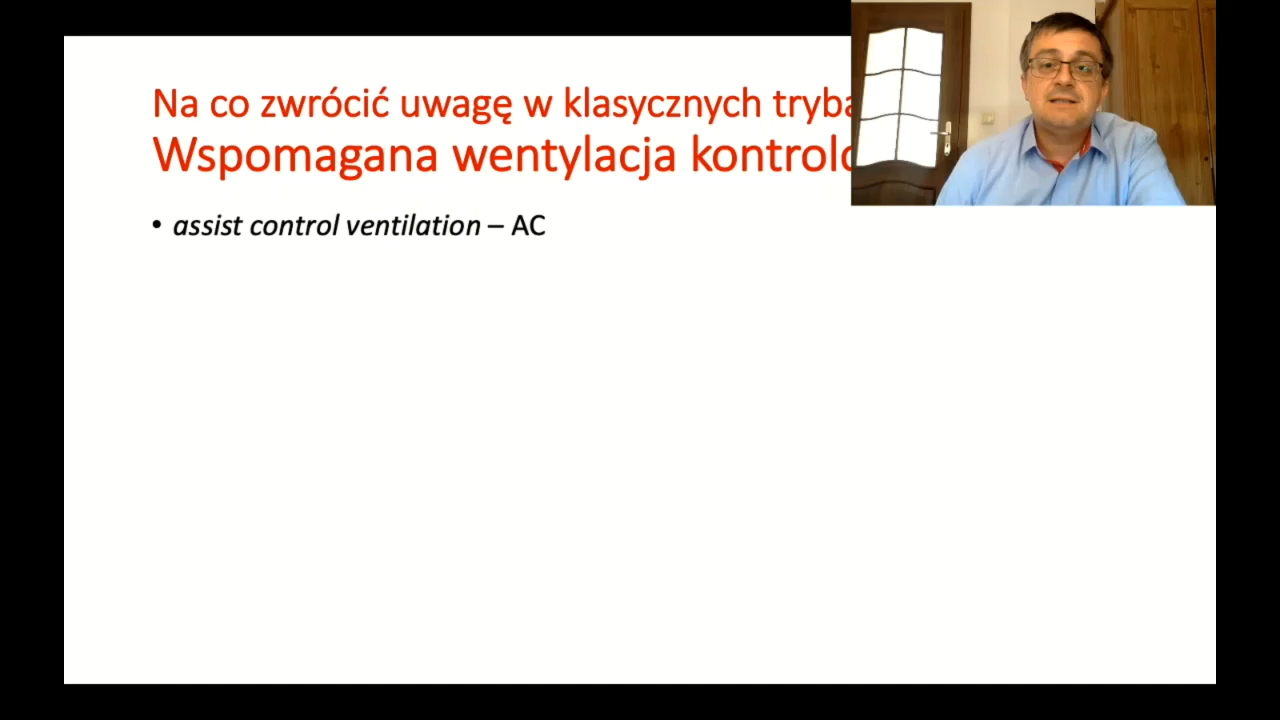 Na co zwrócić uwagę w klasycznych
Wspomagana wentylacja
• assist control ventilation – AC